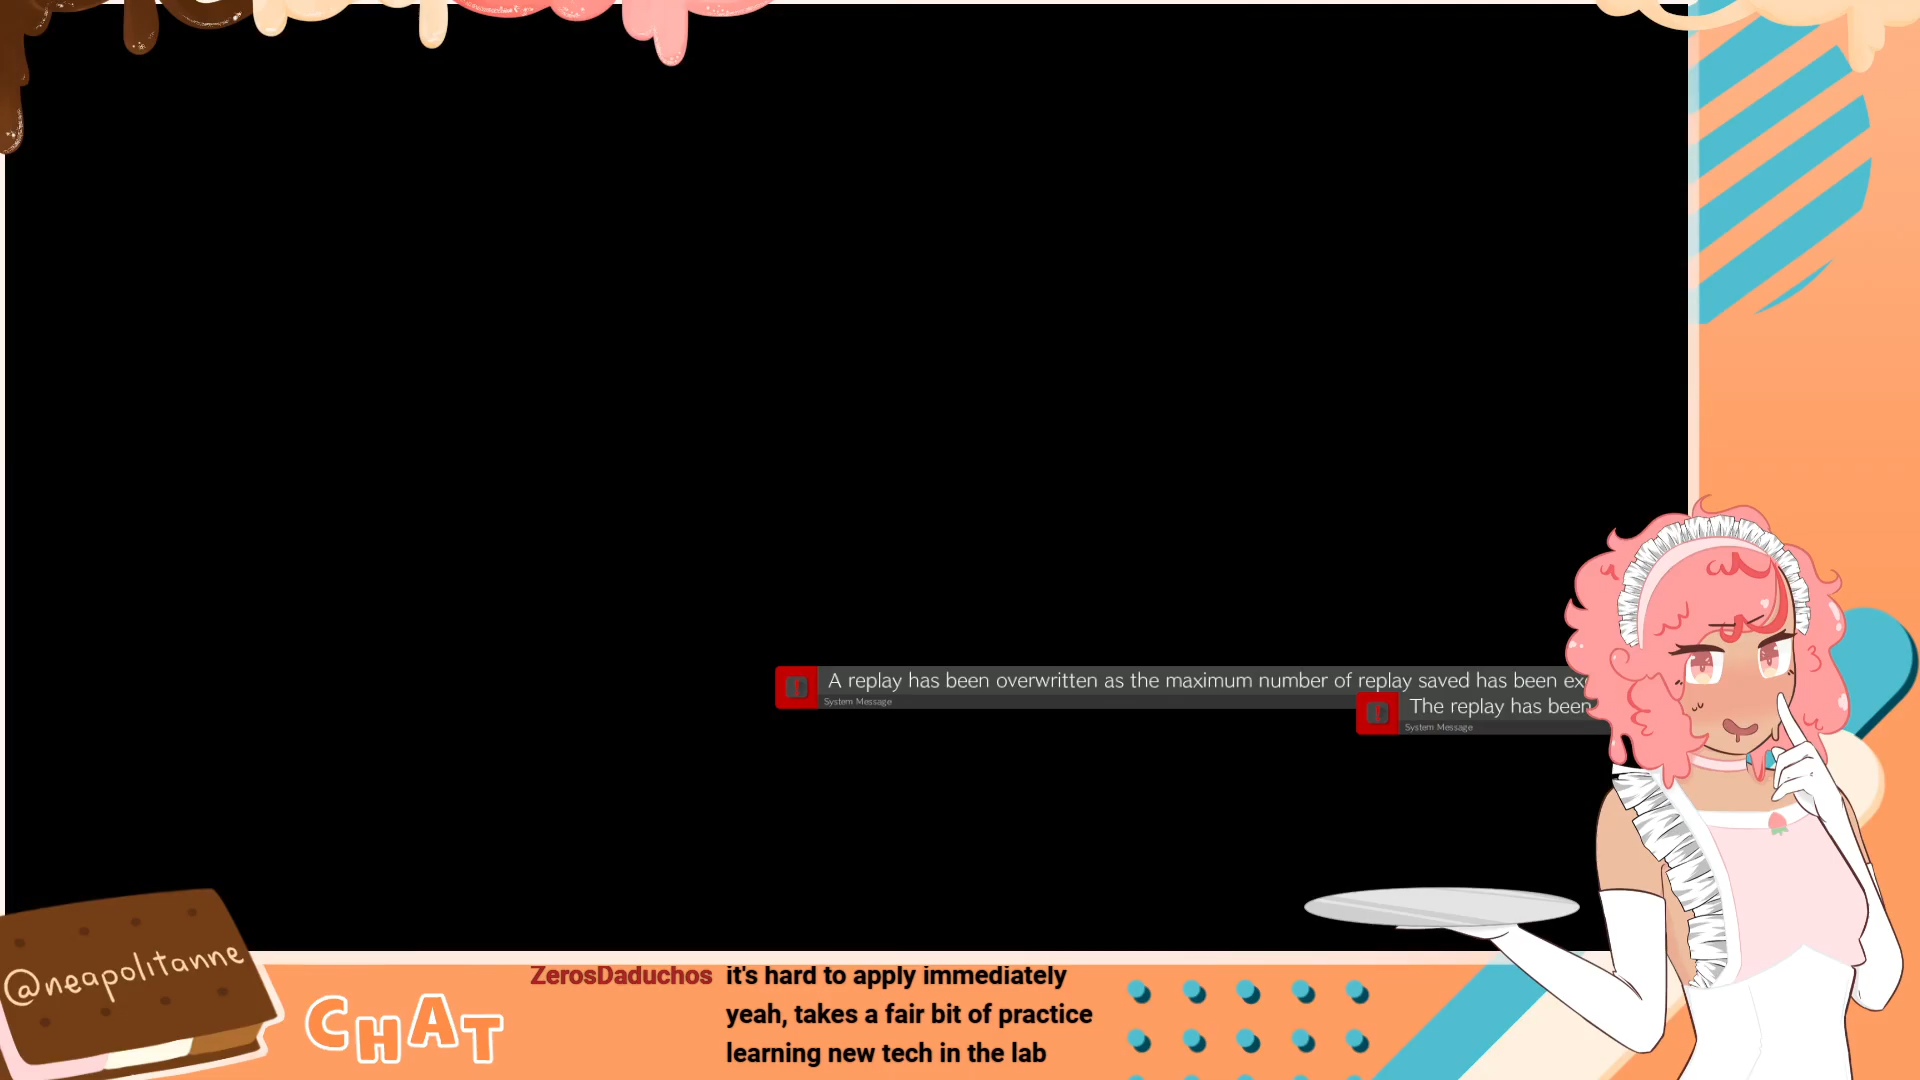 A replay has been overwritten as the maximum number of replay saved has been ex
System Message
The replay has been
System Message
@neapolitanne
CHAT
ZerosDaduchos it's hard to apply immediately
yeah, takes a fair bit of practice
learning new tech in the lab